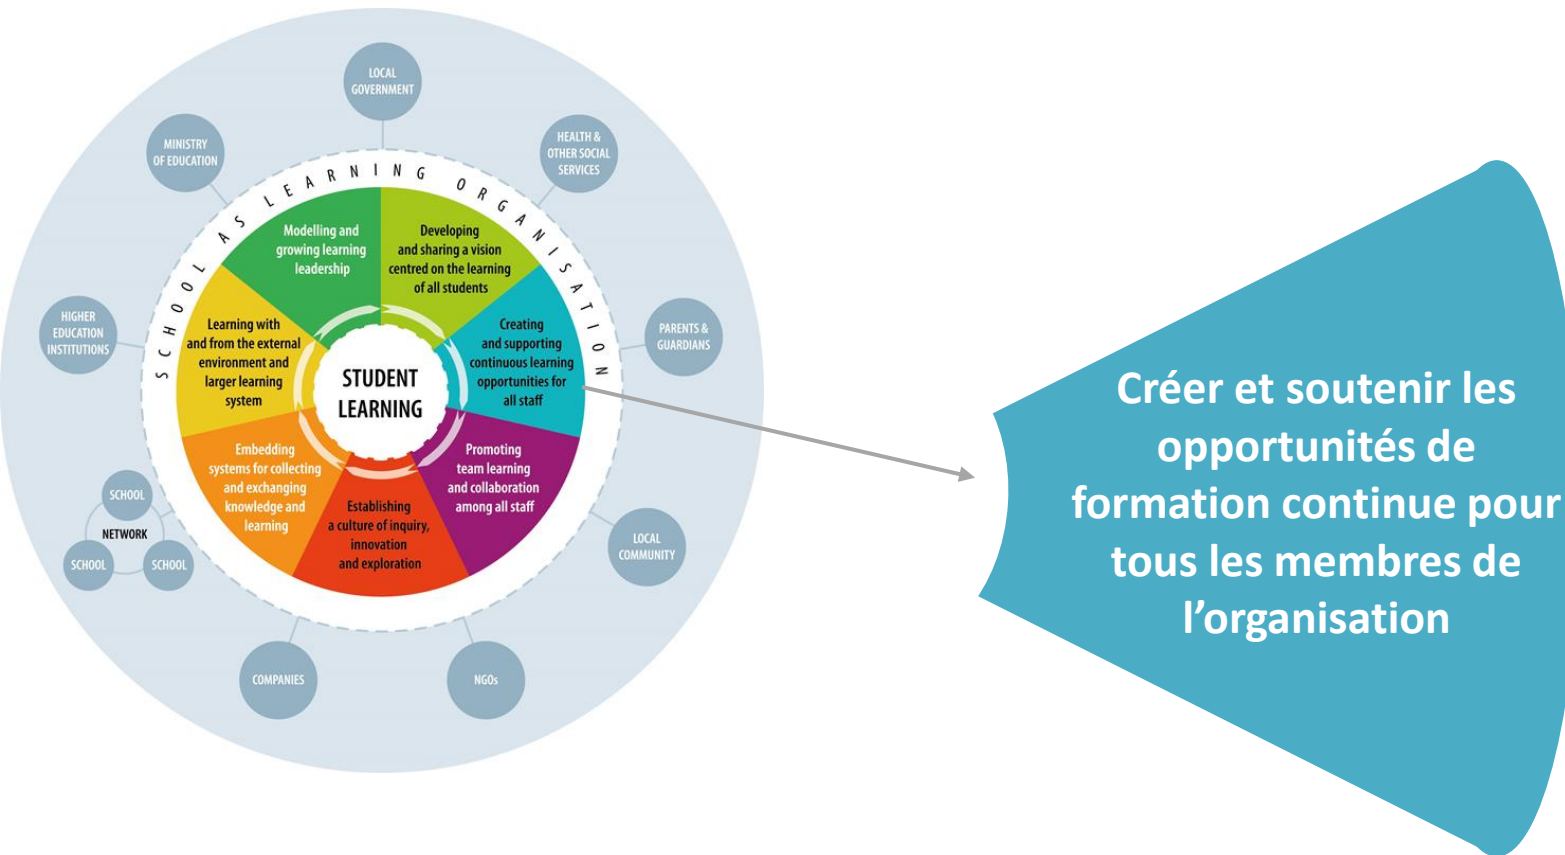 LOCAL
GOVERNMENT
MINISTRY
OF EDUCATION
HEALTH &
OTHER SOCIAL
SERVICES
HIGHER
EDUCATION
INSTITUTIONS
PARENTS &
GUARDIANS
SCHOOL
NETWORK
SCHOOL
SCHOOL
LOCAL
COMMUNITY
COMPANIES
NGOs
SCHOOL AS LEARNING ORGANISATION
Modelling and
growing learning
leadership
Developing
and sharing a vision
centred on the learning
of all students
Learning with
and from the external
environment and
larger learning
system
Creating
and supporting
continuous learning
opportunities for
all staff
STUDENT
LEARNING
Embedding
systems for collecting
and exchanging
knowledge and
learning
Establishing
a culture of inquiry,
innovation
and exploration
Promoting
team learning
and collaboration
among all staff
Créer et soutenir les
opportunités de
formation continue pour
tous les membres de
l’organisation